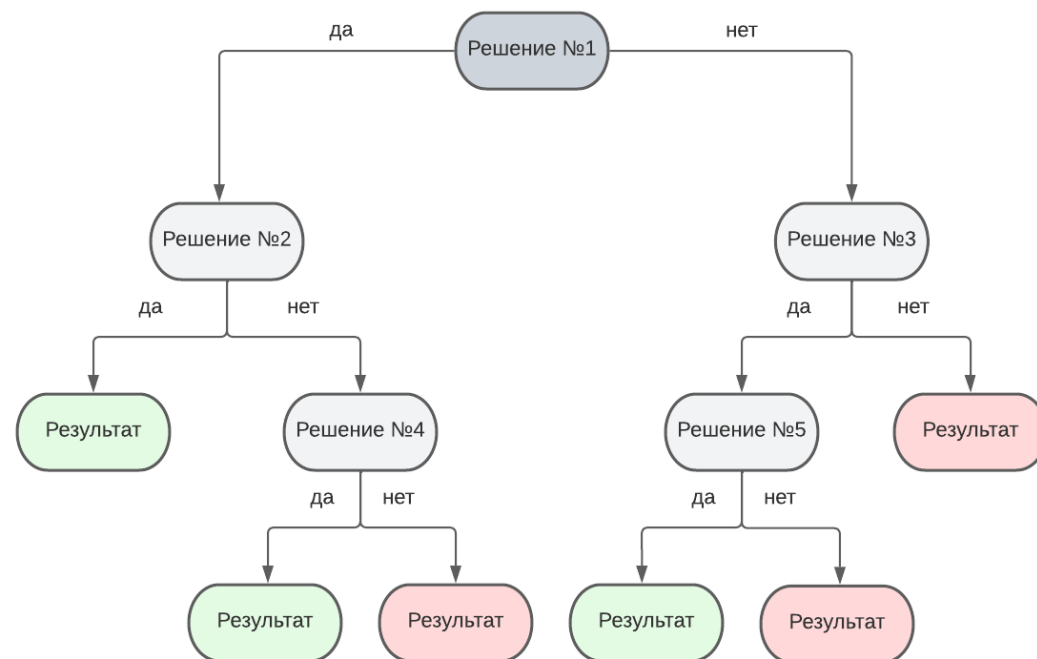 да
нет
Решение №1
Решение №2
Решение №3
да
нет
да
нет
Результат
Решение №4
Решение №5
Результат
да
нет
да
нет
Результат
Результат
Результат
Результат